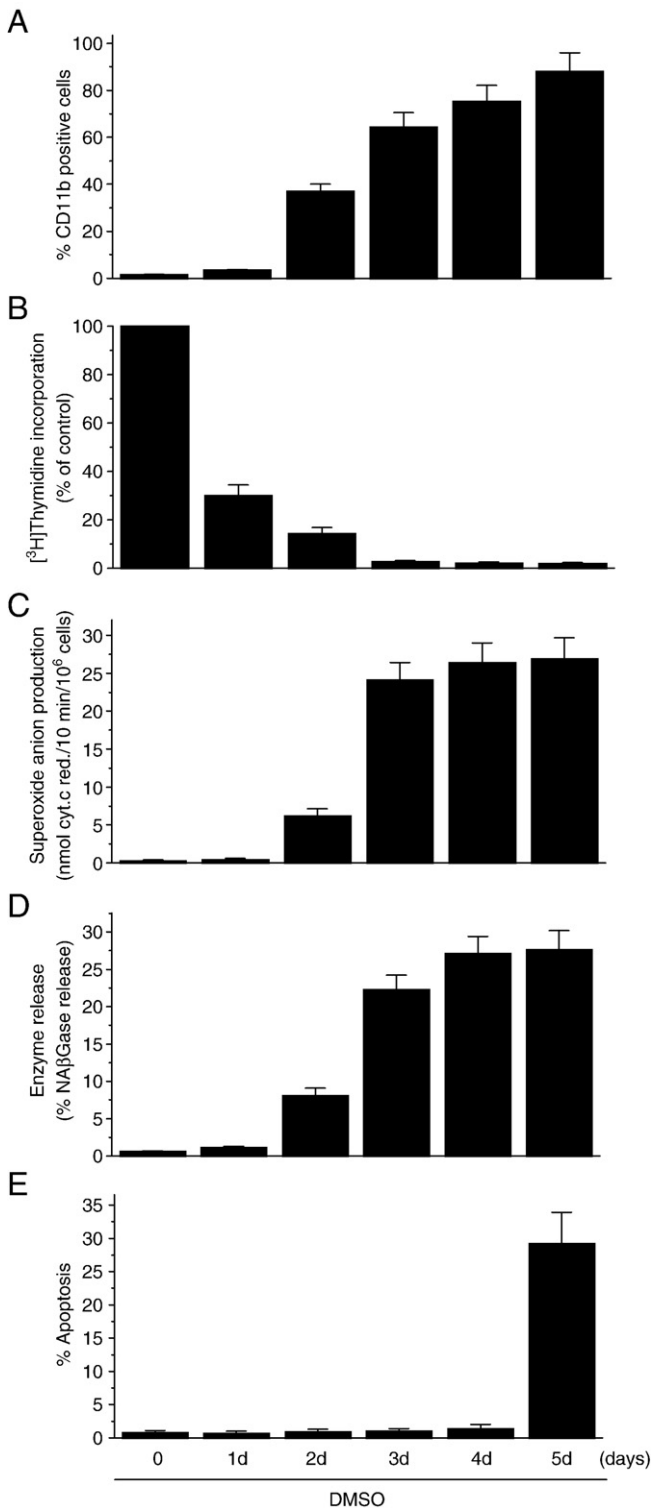 A
% CD11b positive cells
100
80
60
40
20
0
B
[³H]Thymidine incorporation
(% of control)
100
80
60
40
20
0
C
Superoxide anion production
(nmol cyt.c red./10 min/10⁶ cells)
30
25
20
15
10
5
0
D
Enzyme release
(% NAβGase release)
30
25
20
15
10
5
0
E
% Apoptosis
35
30
25
20
15
10
5
0
0 1d 2d 3d 4d 5d (days)
DMSO